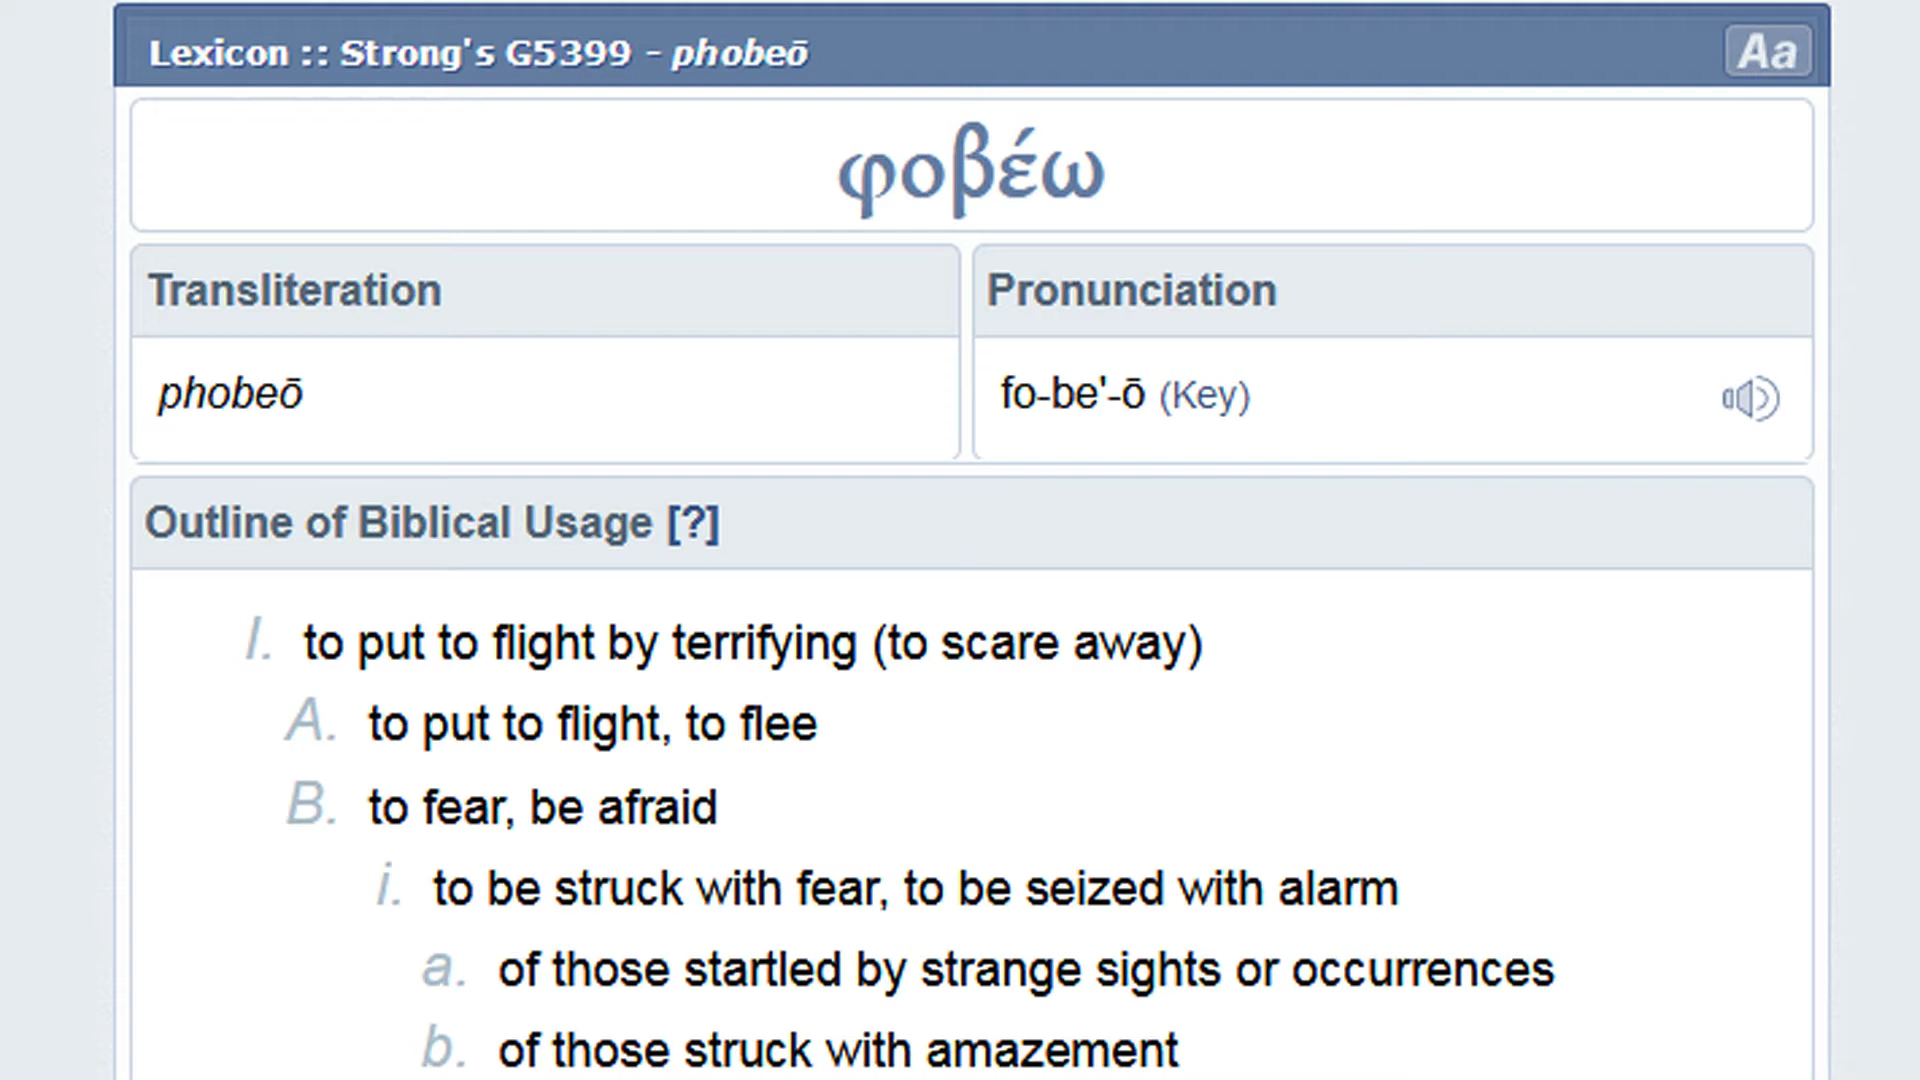 Lexicon :: Strong's G5399 - phobeō
Aa
φοβέω
Transliteration
Pronunciation
phobeō
fo-be'-ō (Key)
Outline of Biblical Usage [?]
I. to put to flight by terrifying (to scare away)
A. to put to flight, to flee
B. to fear, be afraid
i. to be struck with fear, to be seized with alarm
a. of those startled by strange sights or occurrences
b. of those struck with amazement